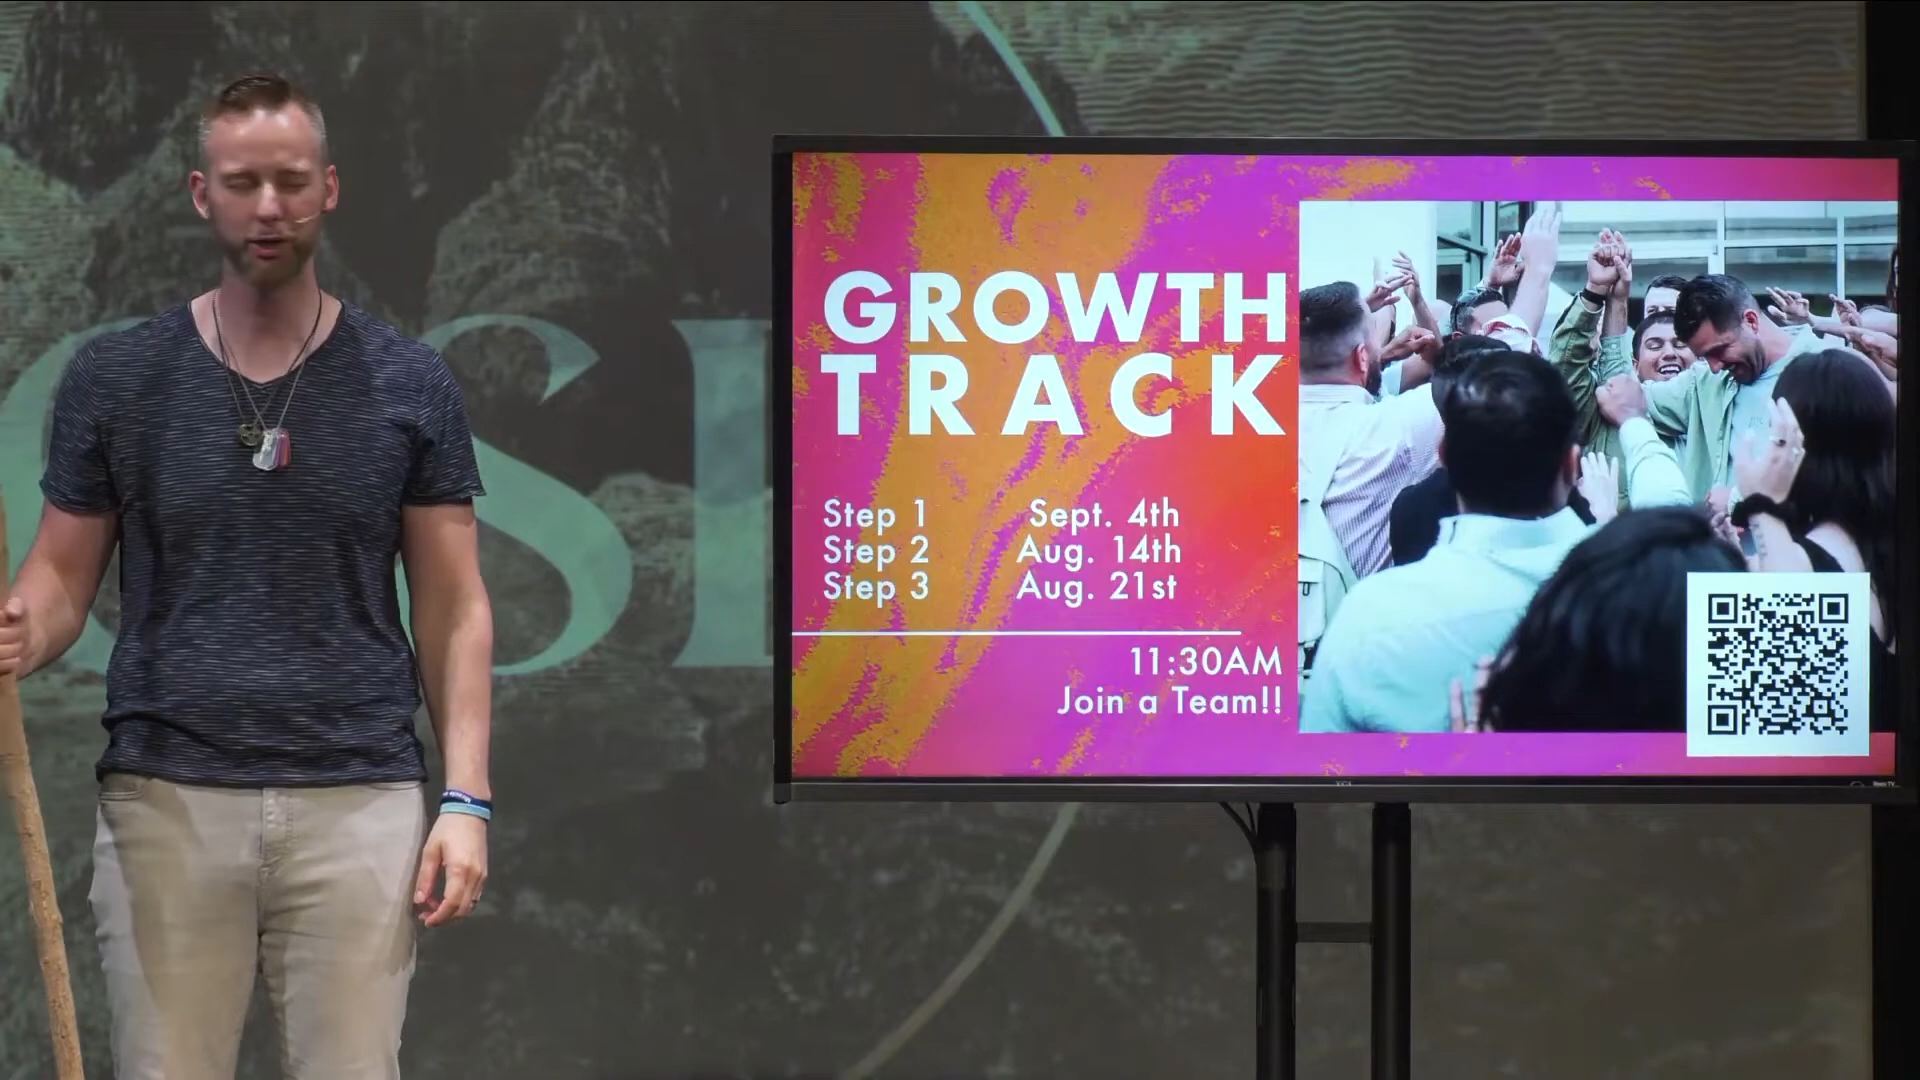 GROWTH
TRACK
Step 1 Sept. 4th
Step 2 Aug. 14th
Step 3 Aug. 21st
11:30AM
Join a Team!!